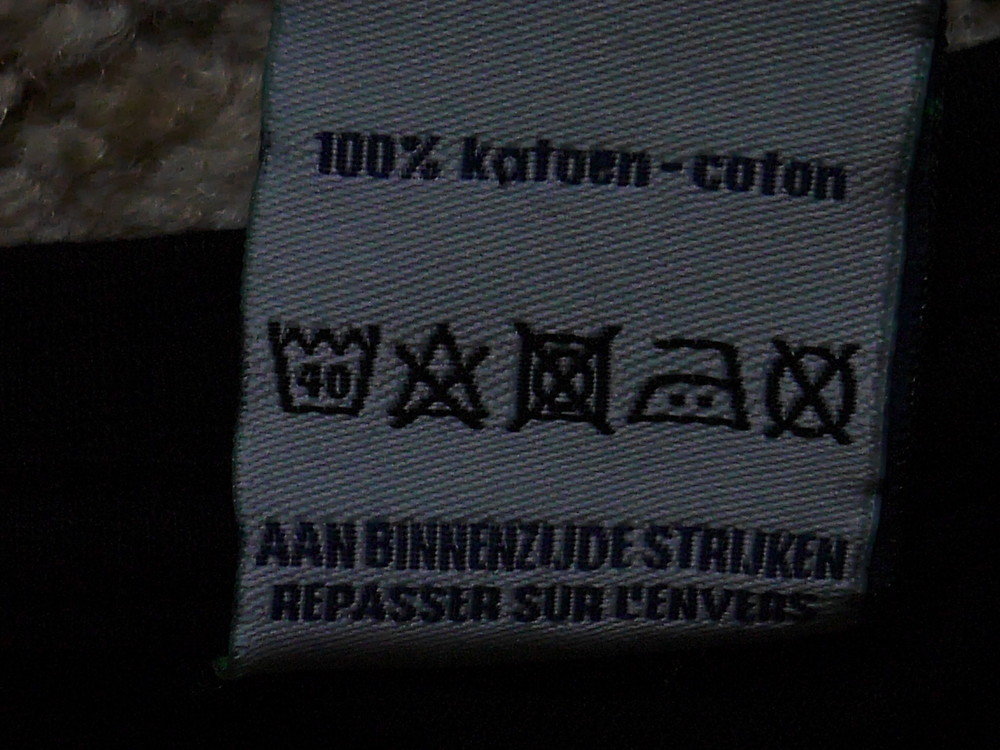 100% katoen-coton
40
AAN BINNENZIJDE STRIJKEN
REPASSER SUR L'ENVERS